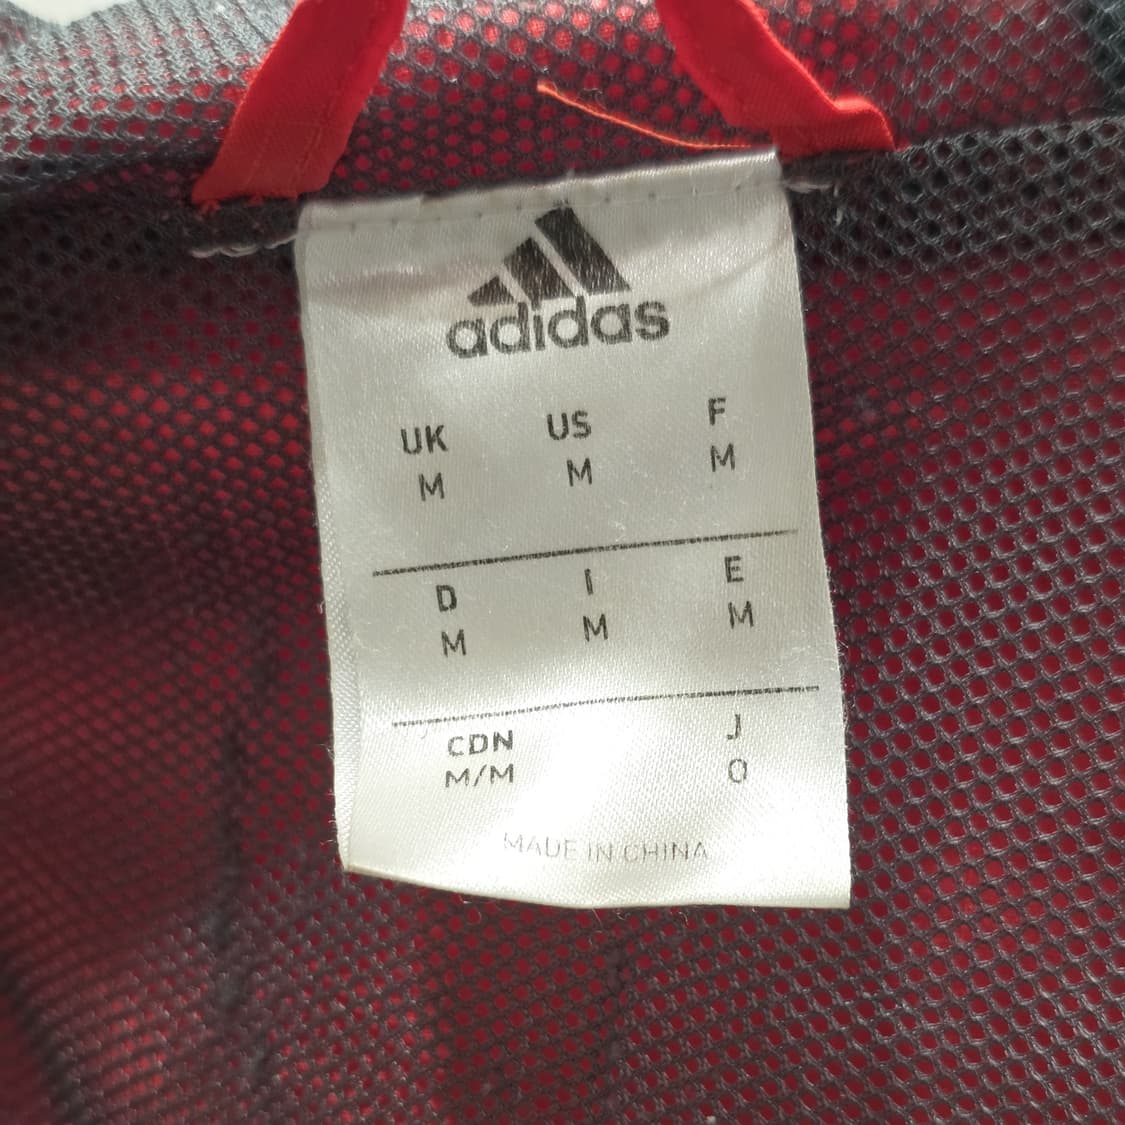 adidas
UK US F
M M M
D I E
M M M
CDN J
M/M O
MADE IN CHINA